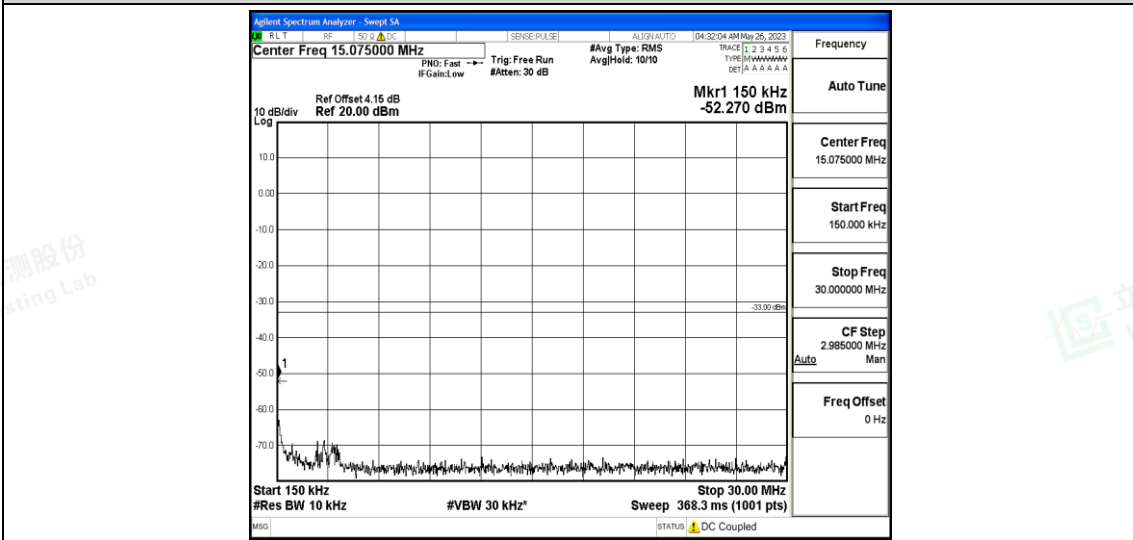 Agilent Spectrum Analyzer - Swept SA
LXI RLT RF 50 Ω DC SENSE:PULSE ALIGN AUTO 04:32:04 AM May 26, 2023
Center Freq 15.075000 MHz
PNO: Fast
IFGain:Low
Trig: Free Run
#Atten: 30 dB
#Avg Type: RMS
Avg|Hold: 10/10
TRACE 1 2 3 4 5 6
TYPE M W W W W W
DET A A A A A A
Mkr1 150 kHz
-52.270 dBm
Ref Offset 4.15 dB
10 dB/div Ref 20.00 dBm
Log
10.0
0.00
-10.0
-20.0
-30.0
-33.00 dBm
-40.0
1
-50.0
-60.0
-70.0
Start 150 kHz Stop 30.00 MHz
#Res BW 10 kHz #VBW 30 kHz* Sweep 368.3 ms (1001 pts)
MSG STATUS DC Coupled
Frequency
Auto Tune
Center Freq
15.075000 MHz
Start Freq
150.000 kHz
Stop Freq
30.000000 MHz
CF Step
2.985000 MHz
Auto Man
Freq Offset
0 Hz
测股份
sting Lab